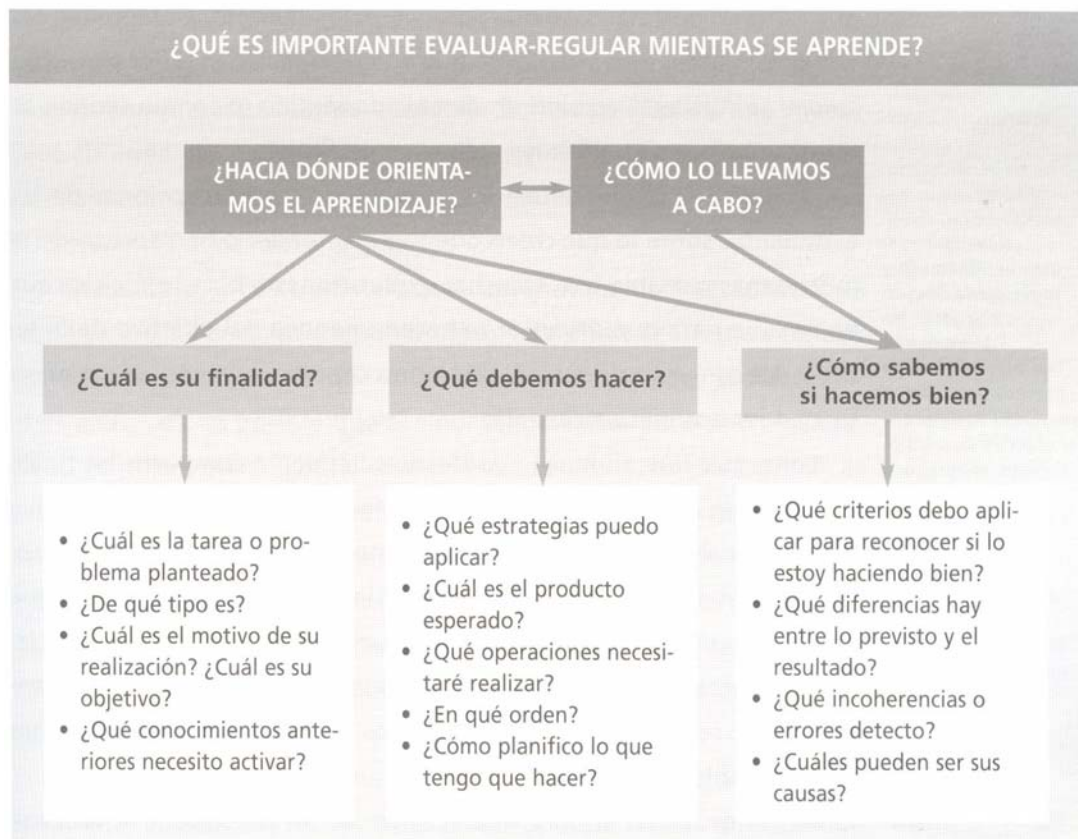 ¿QUÉ ES IMPORTANTE EVALUAR-REGULAR MIENTRAS SE APRENDE?
¿HACIA DÓNDE ORIENTA-
MOS EL APRENDIZAJE?
¿CÓMO LO LLEVAMOS
A CABO?
¿Cuál es su finalidad?
¿Qué debemos hacer?
¿Cómo sabemos
si hacemos bien?
• ¿Cuál es la tarea o pro-
blema planteado?
• ¿De qué tipo es?
• ¿Cuál es el motivo de su
realización? ¿Cuál es su
objetivo?
• ¿Qué conocimientos ante-
riores necesito activar?
• ¿Qué estrategias puedo
aplicar?
• ¿Cuál es el producto
esperado?
• ¿Qué operaciones necesi-
taré realizar?
• ¿En qué orden?
• ¿Cómo planifico lo que
tengo que hacer?
• ¿Qué criterios debo apli-
car para reconocer si lo
estoy haciendo bien?
• ¿Qué diferencias hay
entre lo previsto y el
resultado?
• ¿Qué incoherencias o
errores detecto?
• ¿Cuáles pueden ser sus
causas?